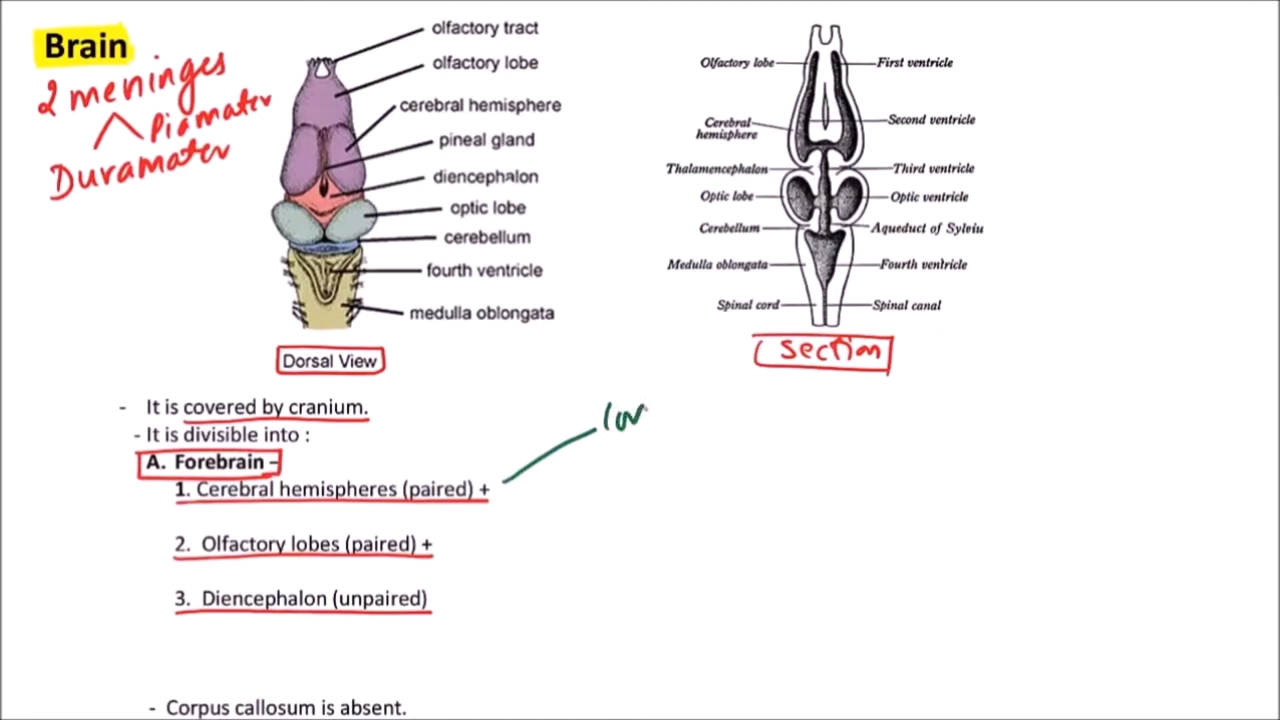 Brain
2 meninges
Piamater
Duramater
olfactory tract
olfactory lobe
cerebral hemisphere
pineal gland
diencephalon
optic lobe
cerebellum
fourth ventricle
medulla oblongata
Dorsal View
Olfactory lobe
Cerebral
hemisphere
Thalamencephalon
Optic lobe
Cerebellum
Medulla oblongata
Spinal cord
First ventricle
Second ventricle
Third ventricle
Optic ventricle
Aqueduct of Sylvius
Fourth ventricle
Spinal canal
section
- It is covered by cranium.
- It is divisible into :
A. Forebrain -
1. Cerebral hemispheres (paired) +
2. Olfactory lobes (paired) +
3. Diencephalon (unpaired)
- Corpus callosum is absent.